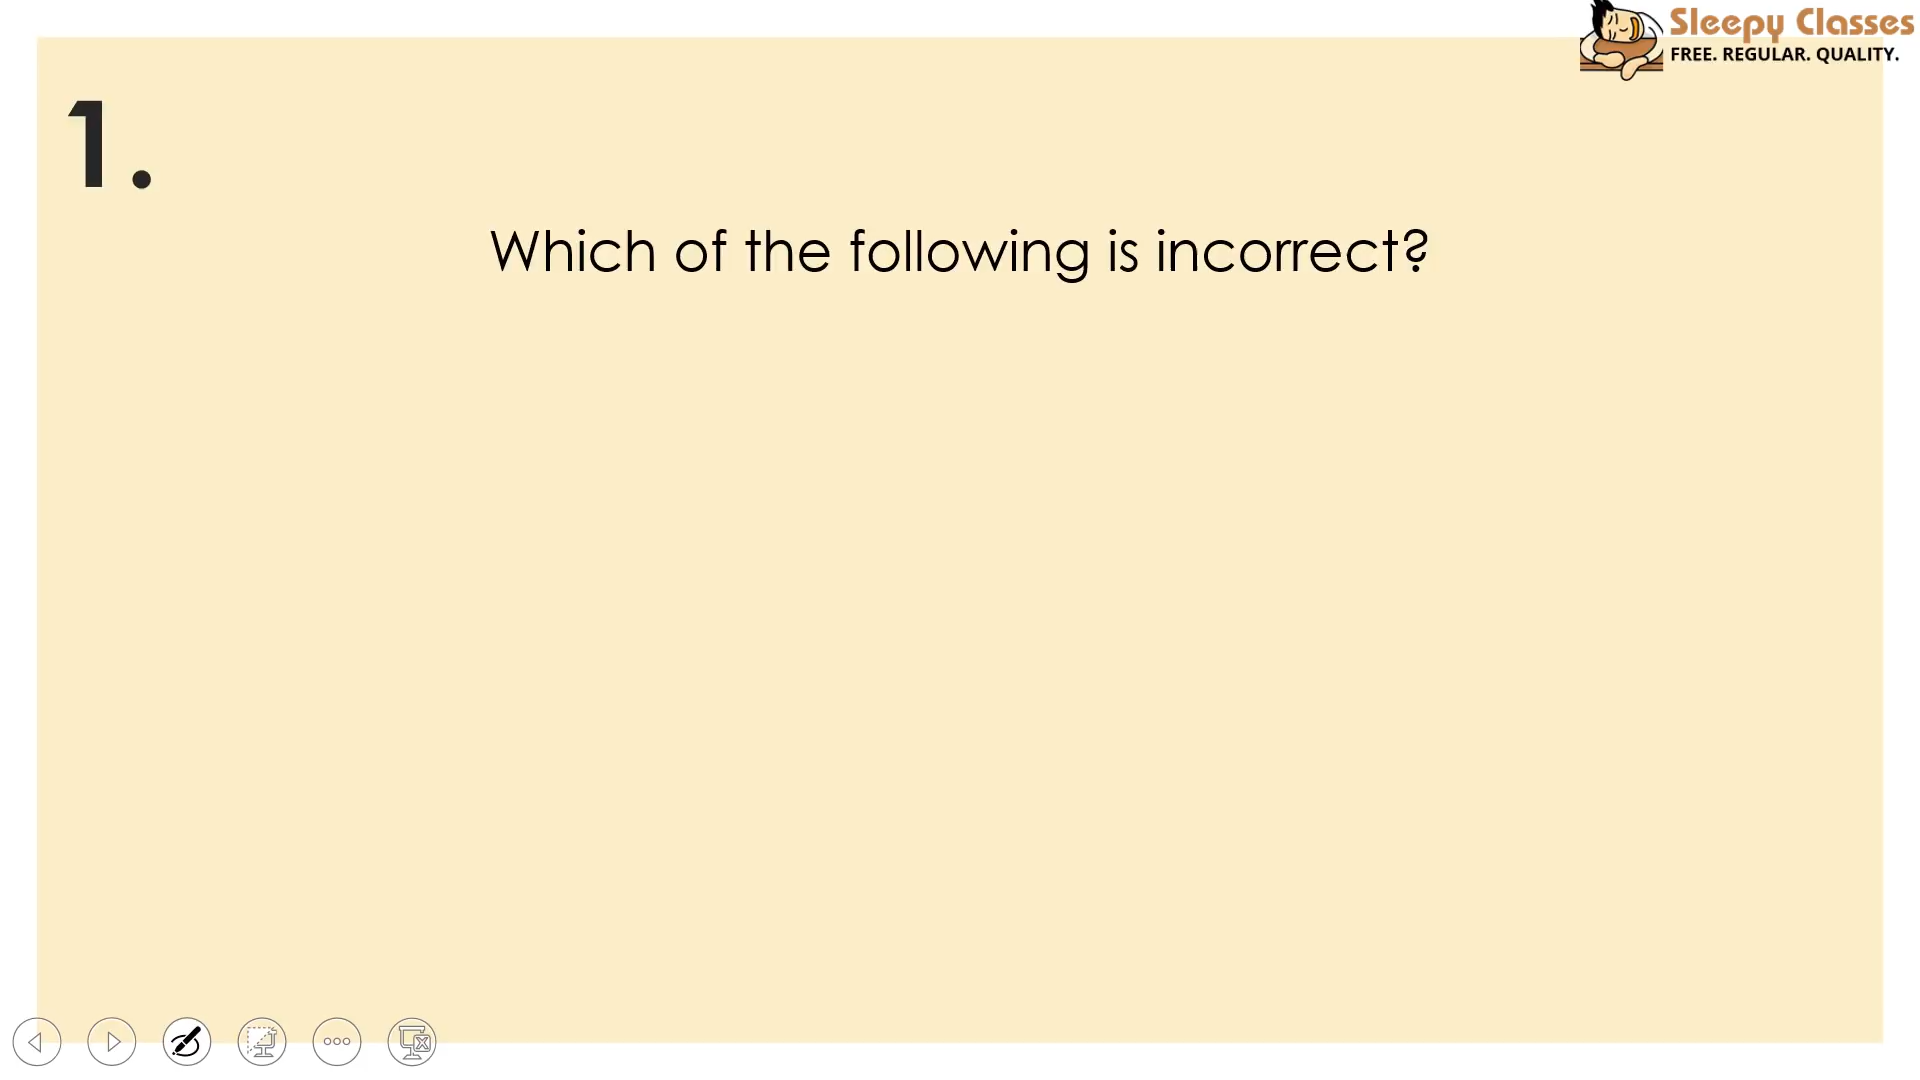 Sleepy Classes
FREE. REGULAR. QUALITY.
1.
Which of the following is incorrect?